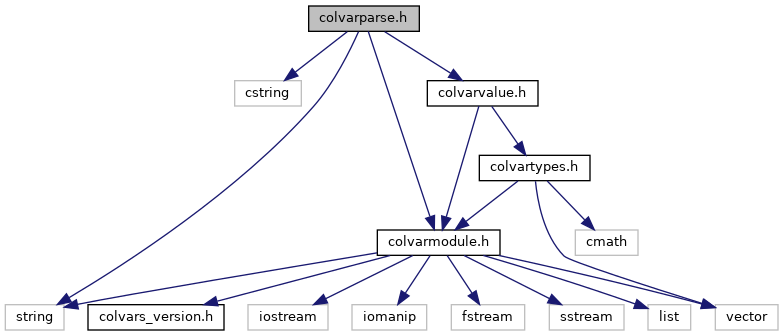 colvarparse.h
cstring
colvarvalue.h
colvartypes.h
colvarmodule.h
cmath
string
colvars_version.h
iostream
iomanip
fstream
sstream
list
vector